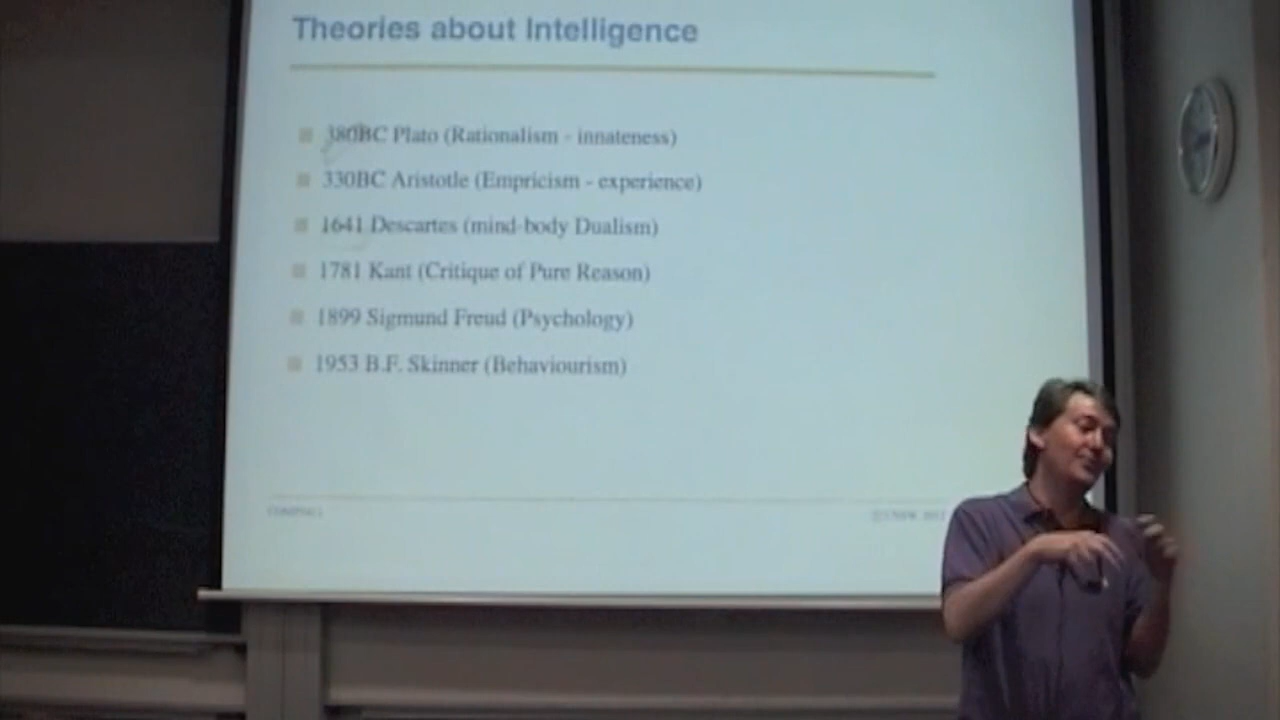 Theories about Intelligence
380BC Plato (Rationalism - innateness)
330BC Aristotle (Empricism - experience)
1641 Descartes (mind-body Dualism)
1781 Kant (Critique of Pure Reason)
1899 Sigmund Freud (Psychology)
1953 B.F. Skinner (Behaviourism)